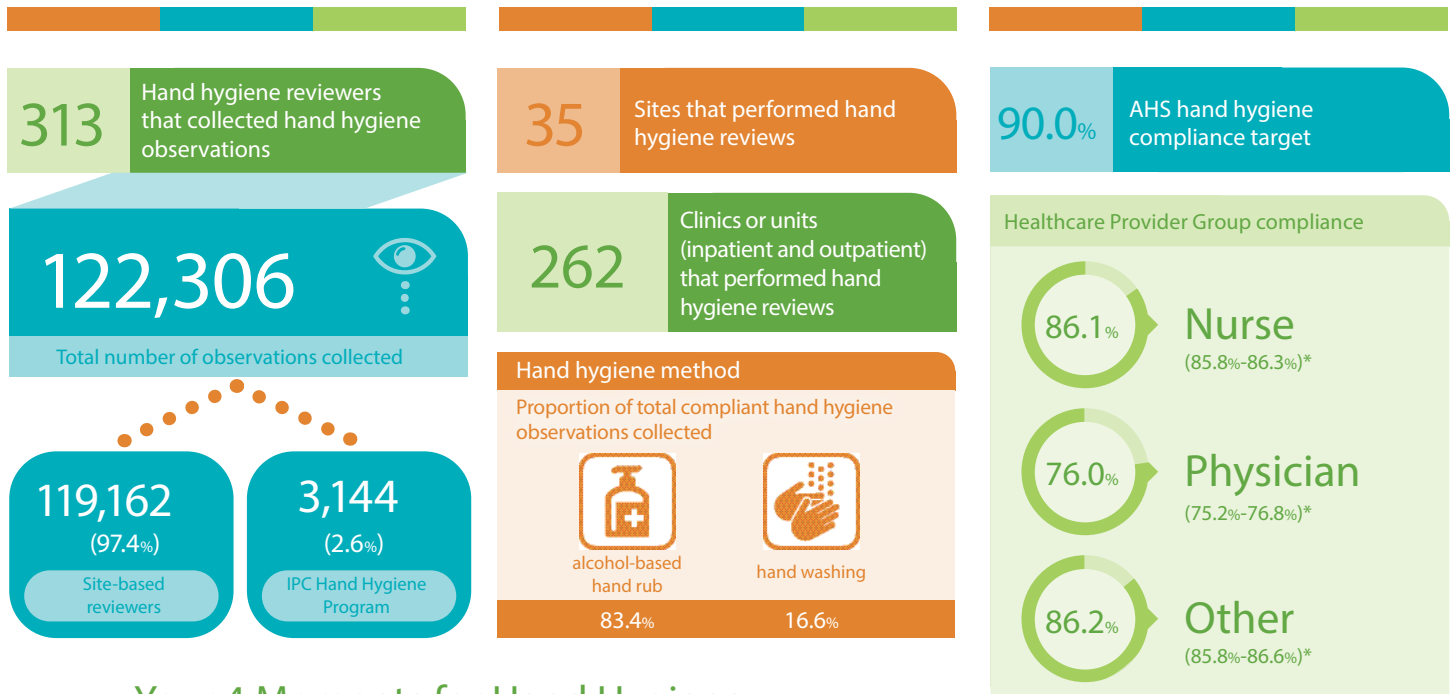 313
Hand hygiene reviewers
that collected hand hygiene
observations
122,306
Total number of observations collected
119,162
(97.4%)
Site-based
reviewers
3,144
(2.6%)
IPC Hand Hygiene
Program
35
Sites that performed hand
hygiene reviews
262
Clinics or units
(inpatient and outpatient)
that performed hand
hygiene reviews
Hand hygiene method
Proportion of total compliant hand hygiene
observations collected
alcohol-based
hand rub
83.4%
hand washing
16.6%
90.0%
AHS hand hygiene
compliance target
Healthcare Provider Group compliance
86.1%
Nurse
(85.8%-86.3%)*
76.0%
Physician
(75.2%-76.8%)*
86.2%
Other
(85.8%-86.6%)*
for Hand Hygiene